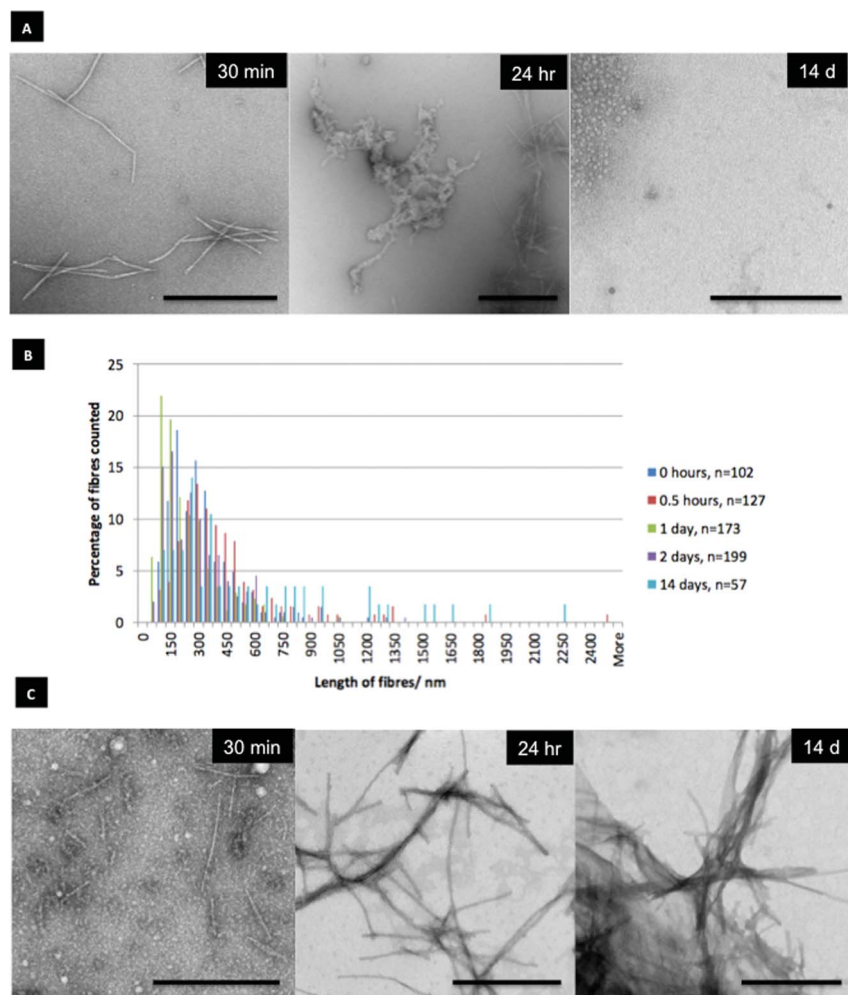 A
30 min
24 hr
14 d
B
25
20
15
10
5
0
Percentage of fibres counted
0
150
300
450
600
750
900
1050
1200
1350
1500
1650
1800
1950
2100
2250
2400
More
Length of fibres/ nm
0 hours, n=102
0.5 hours, n=127
1 day, n=173
2 days, n=199
14 days, n=57
C
30 min
24 hr
14 d